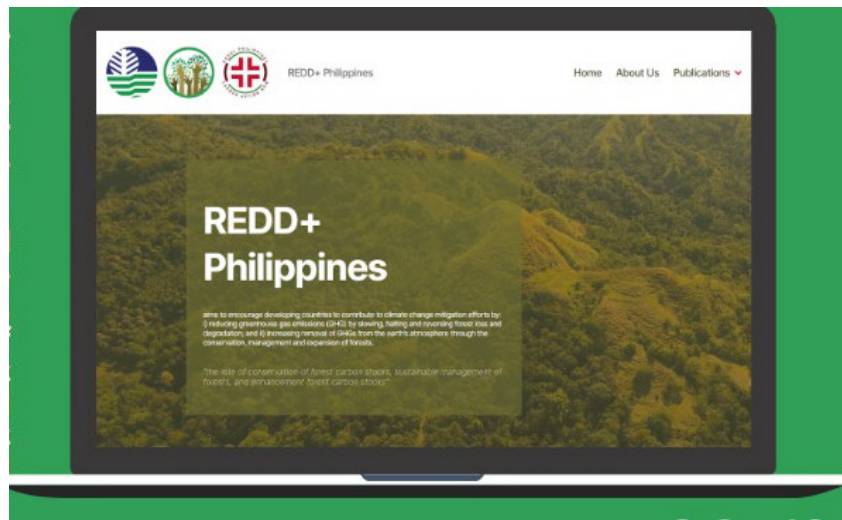 REDD+ Philippines
Home About Us Publications
REDD+
Philippines
aims to encourage developing countries to contribute to climate change mitigation efforts by:
i) reducing greenhouse gas emissions (GHG) by slowing, halting and reversing forest loss and
degradation, and ii) increasing removal of GHGs from the earth's atmosphere through the
conservation, management and expansion of forests.
"the role of conservation of forest carbon stocks, sustainable management of
forests, and enhancement forest carbon stocks"